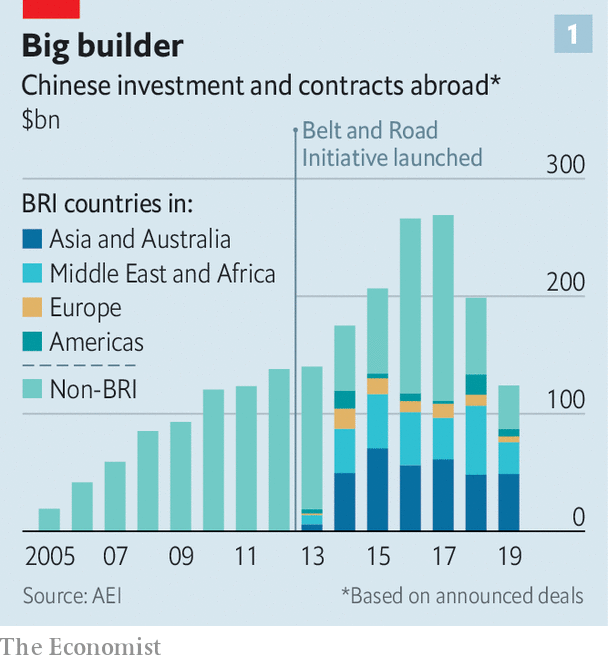 Big builder
1
Chinese investment and contracts abroad*
$bn
Belt and Road
Initiative launched
300
BRI countries in:
Asia and Australia
Middle East and Africa
200
Europe
Americas
Non-BRI
100
0
2005 07 09 11 13 15 17 19
Source: AEI
*Based on announced deals
The Economist